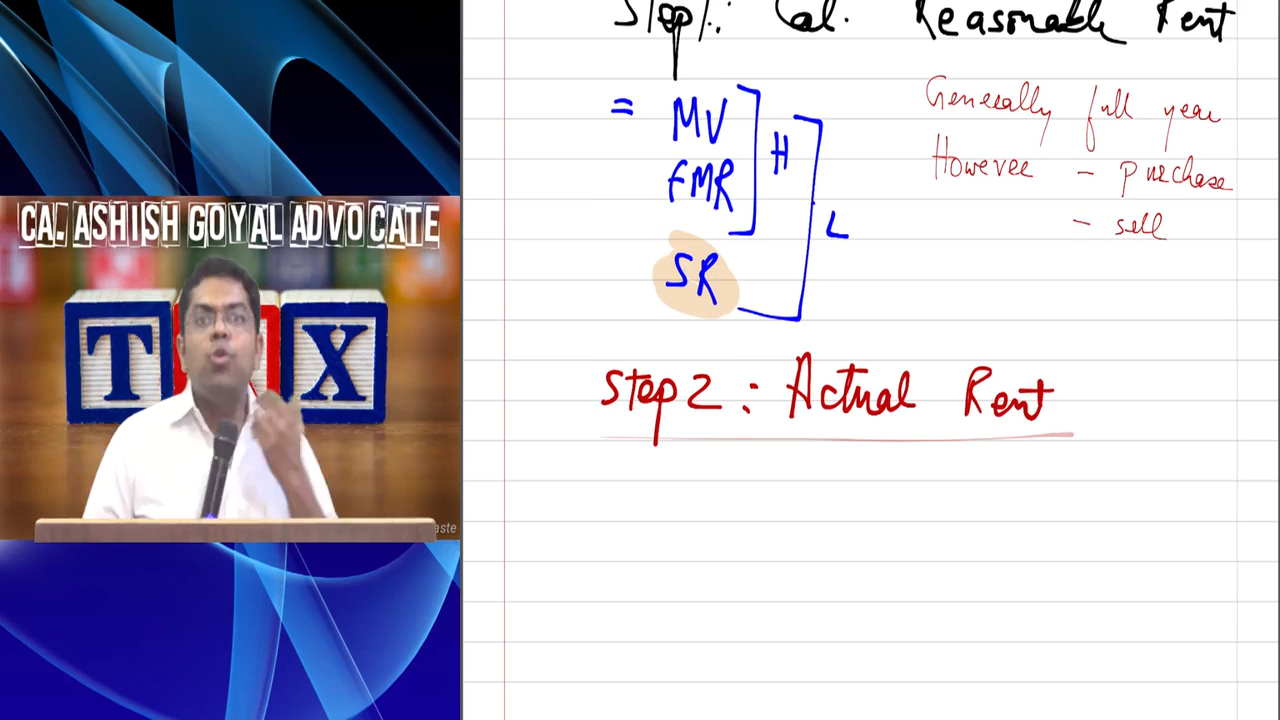 Step 1: Cal. Reasonable Rent
= MV
FMR
H
SR
L
Generally full year
However - purchase
- sell
Step 2 : Actual Rent
CA. ASHISH GOYAL ADVOCATE
T X
aste